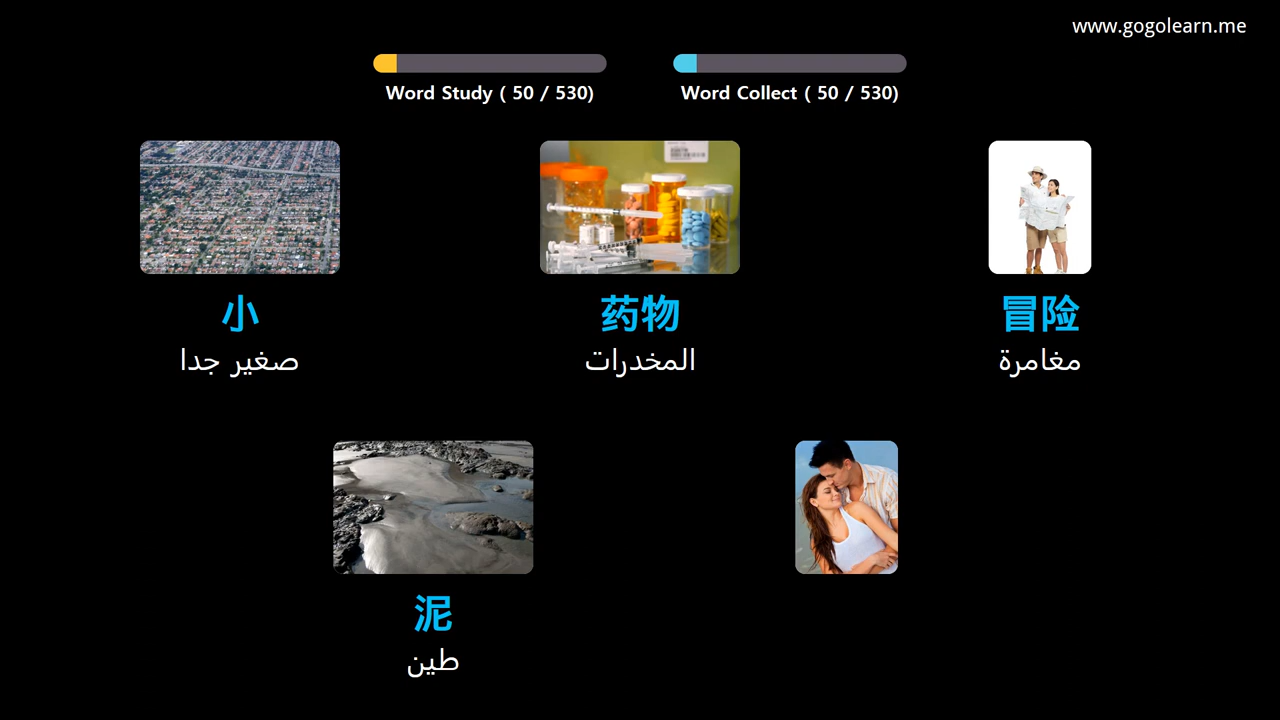 www.gogolearn.me
Word Study ( 50 / 530)
Word Collect ( 50 / 530)
小
صغير جدا
药物
المخدرات
冒险
مغامرة
泥
طين